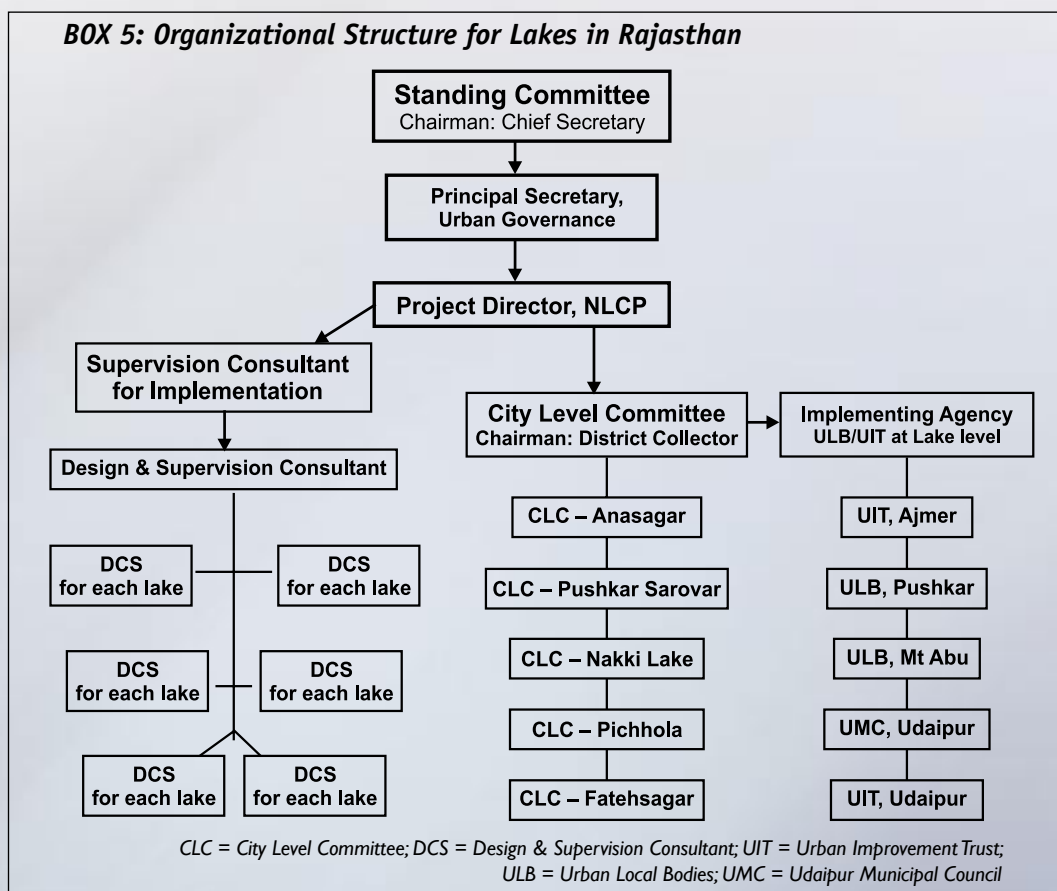 BOX 5: Organizational Structure for Lakes in Rajasthan
Standing Committee
Chairman: Chief Secretary
Principal Secretary,
Urban Governance
Project Director, NLCP
Supervision Consultant
for Implementation
Design & Supervision Consultant
DCS
for each lake
DCS
for each lake
DCS
for each lake
DCS
for each lake
DCS
for each lake
DCS
for each lake
City Level Committee
Chairman: District Collector
CLC – Anasagar
CLC – Pushkar Sarovar
CLC – Nakki Lake
CLC – Pichhola
CLC – Fatehsagar
Implementing Agency
ULB/UIT at Lake level
UIT, Ajmer
ULB, Pushkar
ULB, Mt Abu
UMC, Udaipur
UIT, Udaipur
CLC = City Level Committee; DCS = Design & Supervision Consultant; UIT = Urban Improvement Trust;
ULB = Urban Local Bodies; UMC = Udaipur Municipal Council